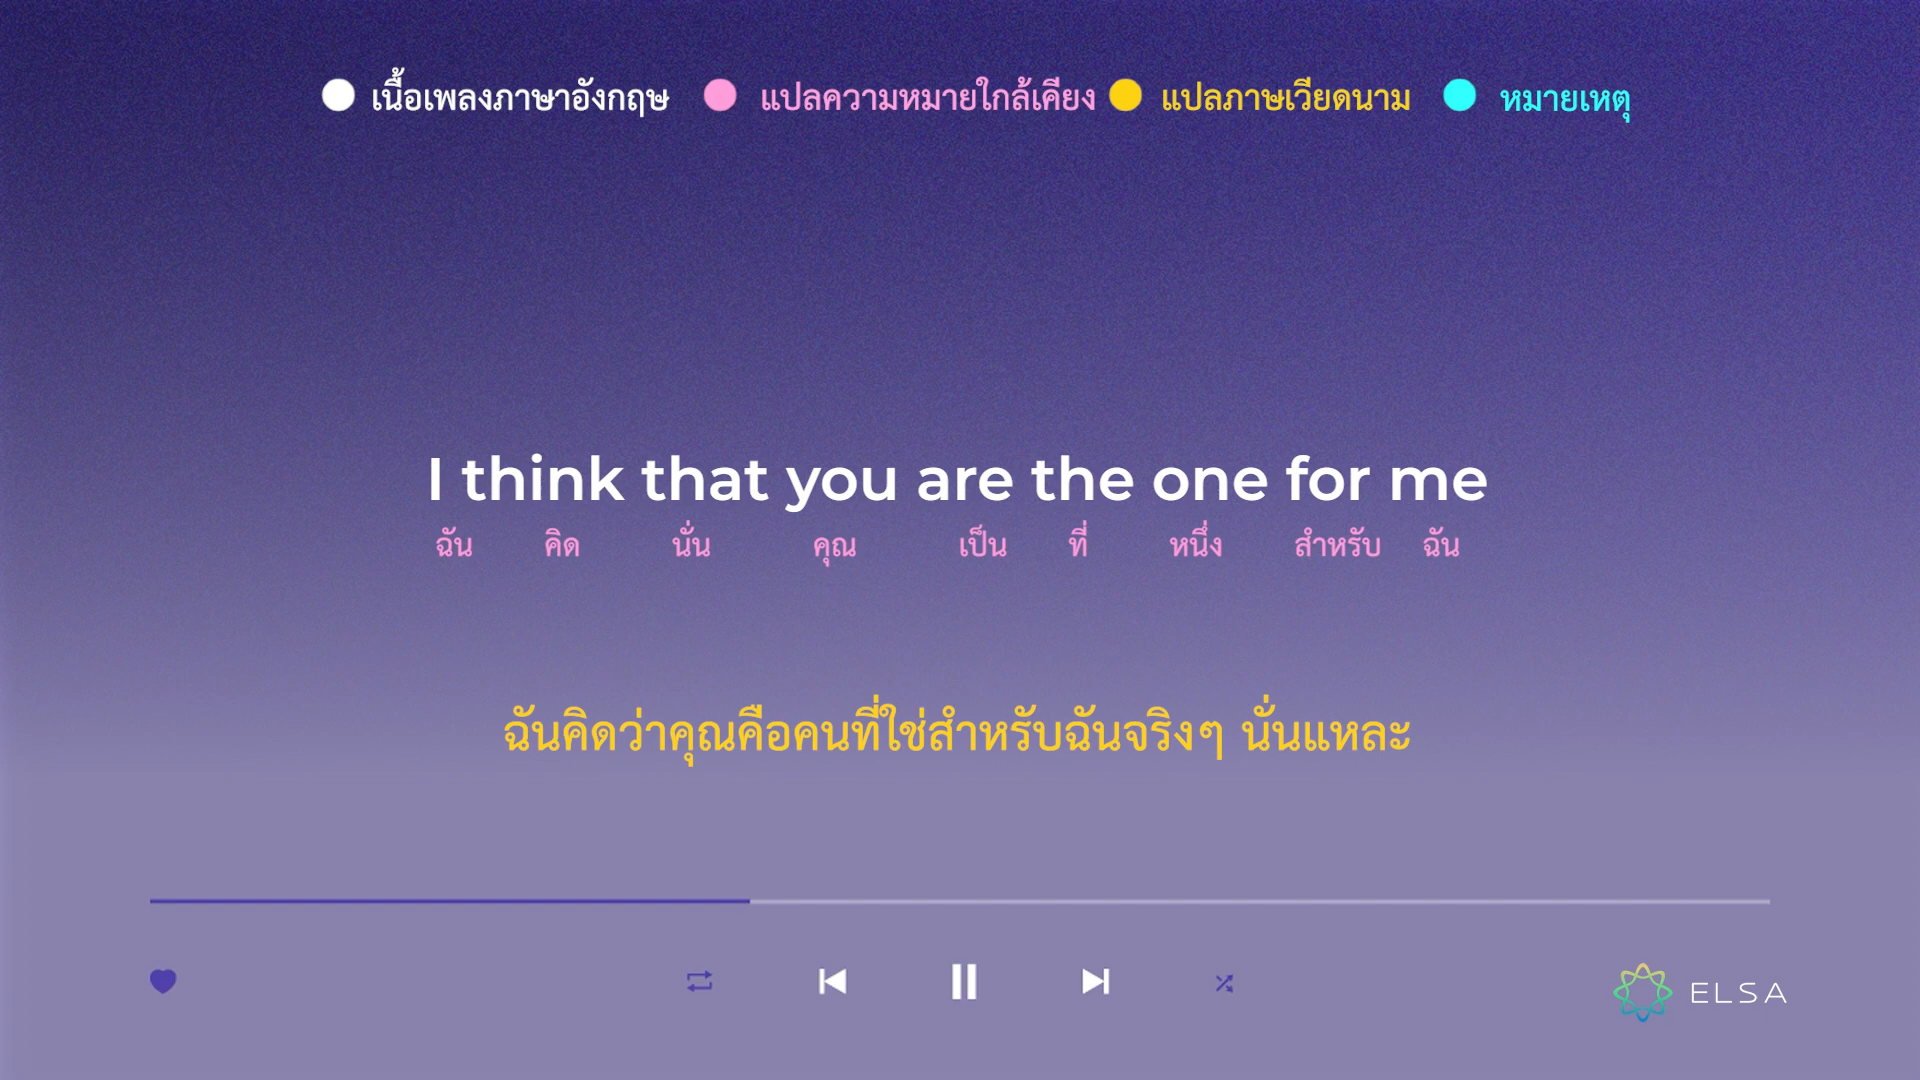 เนื้อเพลงภาษาอังกฤษ แปลความหมายใกล้เคียง แปลภาษเวียดนาม หมายเหตุ
I think that you are the one for me
ฉัน คิด นั่น คุณ เป็น ที่ หนึ่ง สำหรับ ฉัน
ฉันคิดว่าคุณคือคนที่ใช่สำหรับฉันจริงๆ นั่นแหละ
ELSA